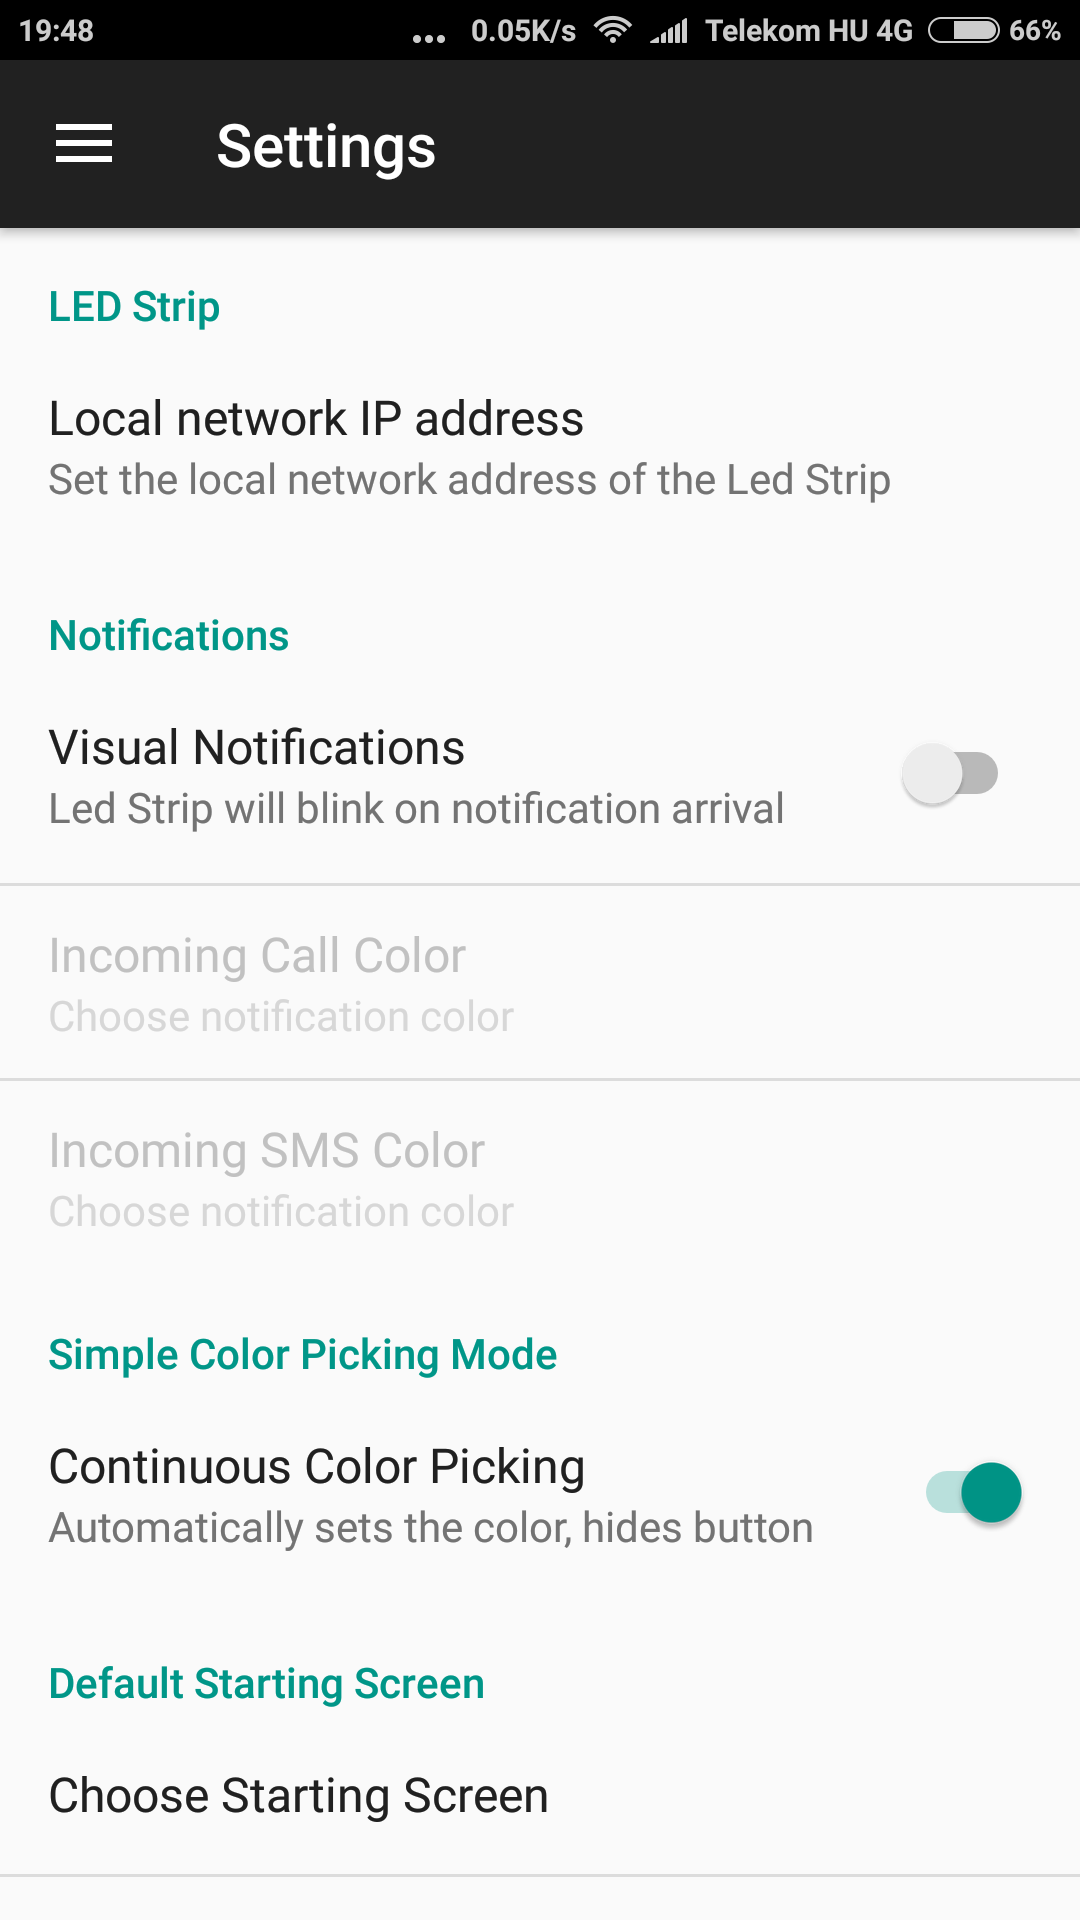 19:48 ... 0.05K/s Telekom HU 4G 66%
Settings
LED Strip
Local network IP address
Set the local network address of the Led Strip
Notifications
Visual Notifications
Led Strip will blink on notification arrival
Incoming Call Color
Choose notification color
Incoming SMS Color
Choose notification color
Simple Color Picking Mode
Continuous Color Picking
Automatically sets the color, hides button
Default Starting Screen
Choose Starting Screen